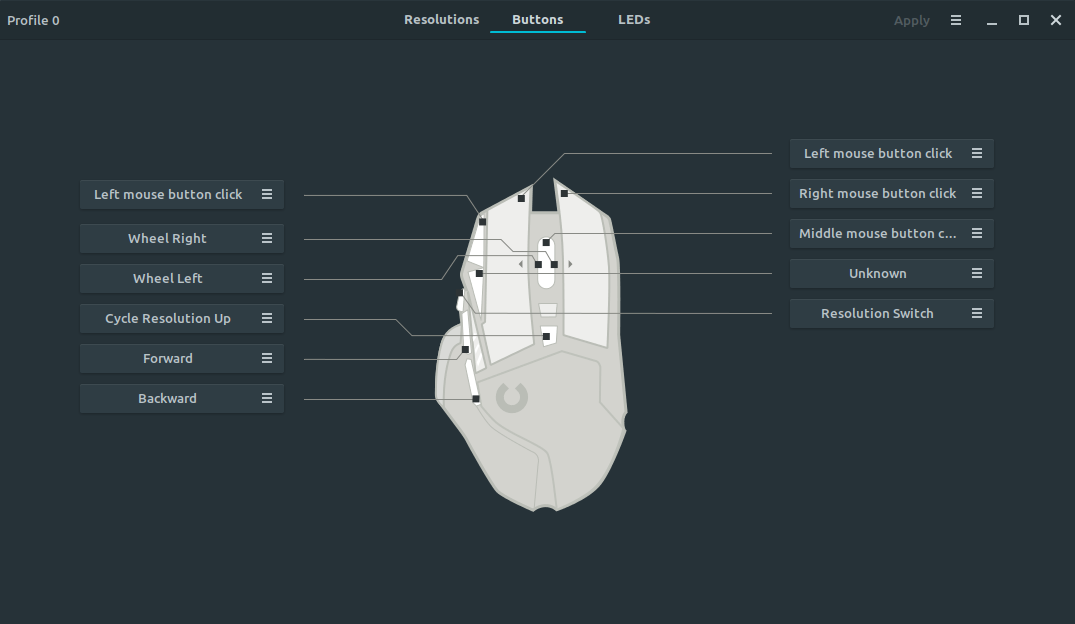 Profile 0
Resolutions
Buttons
LEDs
Apply
Left mouse button click
Wheel Right
Wheel Left
Cycle Resolution Up
Forward
Backward
Left mouse button click
Right mouse button click
Middle mouse button c...
Unknown
Resolution Switch